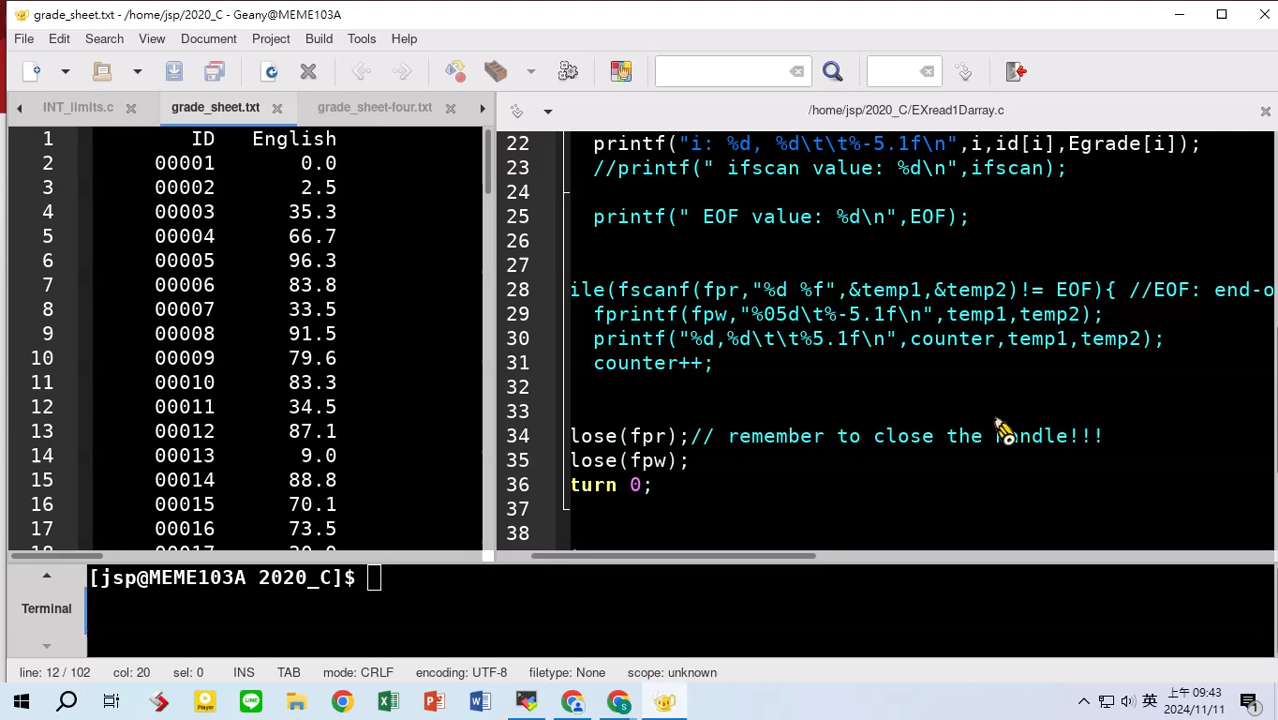 grade_sheet.txt - /home/jsp/2020_C - Geany@MEME103A
File Edit Search View Document Project Build Tools Help
INT_limits.c grade_sheet.txt grade_sheet-four.txt
/home/jsp/2020_C/EXread1Darray.c
1 ID English
2 00001 0.0
3 00002 2.5
4 00003 35.3
5 00004 66.7
6 00005 96.3
7 00006 83.8
8 00007 33.5
9 00008 91.5
10 00009 79.6
11 00010 83.3
12 00011 34.5
13 00012 87.1
14 00013 9.0
15 00014 88.8
16 00015 70.1
17 00016 73.5
22 printf("i: %d, %d\t\t%-5.1f\n",i,id[i],Egrade[i]);
23 //printf(" ifscan value: %d\n",ifscan);
24
25 printf(" EOF value: %d\n",EOF);
26
27
28 ile(fscanf(fpr,"%d %f",&temp1,&temp2)!= EOF){ //EOF: end-o
29 fprintf(fpw,"%05d\t%-5.1f\n",temp1,temp2);
30 printf("%d,%d\t\t%5.1f\n",counter,temp1,temp2);
31 counter++;
32
33
34 lose(fpr);// remember to close the handle!!!
35 lose(fpw);
36 turn 0;
37
38
Terminal
[jsp@MEME103A 2020_C]$
line: 12 / 102 col: 20 sel: 0 INS TAB mode: CRLF encoding: UTF-8 filetype: None scope: unknown
英 上午 09:43
2024/11/11